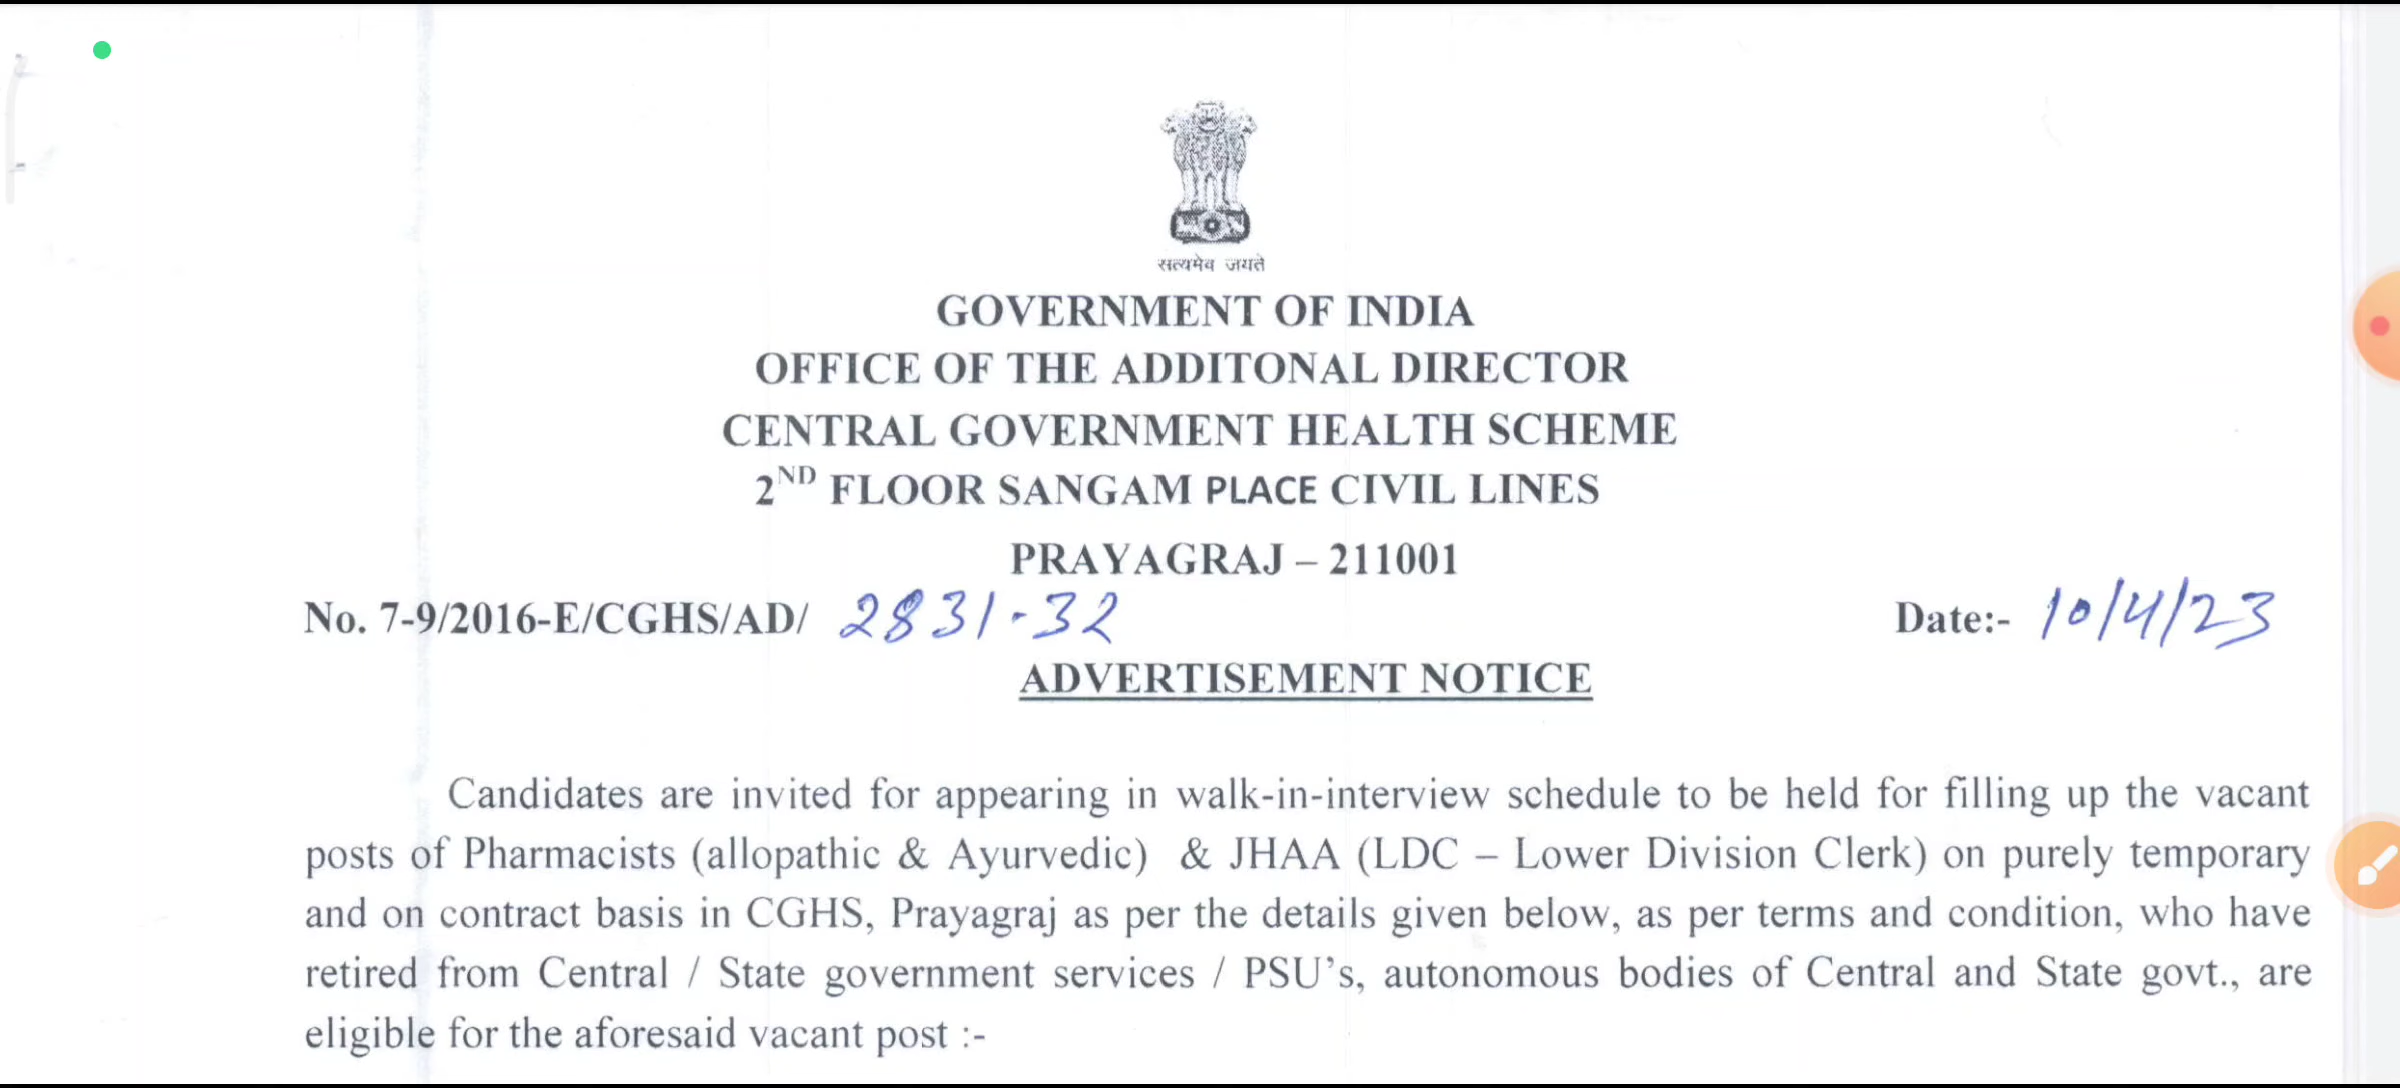 सत्यमेव जयते
GOVERNMENT OF INDIA
OFFICE OF THE ADDITONAL DIRECTOR
CENTRAL GOVERNMENT HEALTH SCHEME
2ND FLOOR SANGAM PLACE CIVIL LINES
PRAYAGRAJ – 211001
No. 7-9/2016-E/CGHS/AD/ 2831-32 Date:- 10/4/23
ADVERTISEMENT NOTICE
Candidates are invited for appearing in walk-in-interview schedule to be held for filling up the vacant
posts of Pharmacists (allopathic & Ayurvedic) & JHAA (LDC – Lower Division Clerk) on purely temporary
and on contract basis in CGHS, Prayagraj as per the details given below, as per terms and condition, who have
retired from Central / State government services / PSU’s, autonomous bodies of Central and State govt., are
eligible for the aforesaid vacant post :-